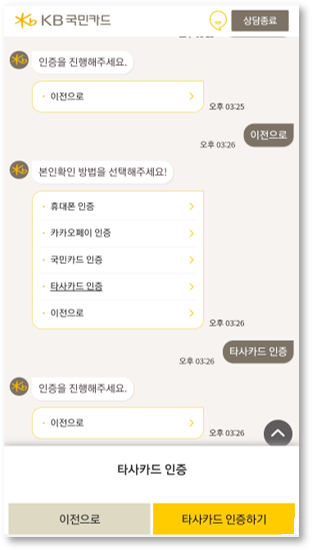 KB 국민카드
상담종료
인증을 진행해주세요.
· 이전으로
오후 03:25
이전으로
오후 03:26
본인확인 방법을 선택해주세요!
· 휴대폰 인증
· 카카오페이 인증
· 국민카드 인증
· 타사카드 인증
· 이전으로
오후 03:26
타사카드 인증
오후 03:26
인증을 진행해주세요.
· 이전으로
오후 03:26
타사카드 인증
이전으로
타사카드 인증하기